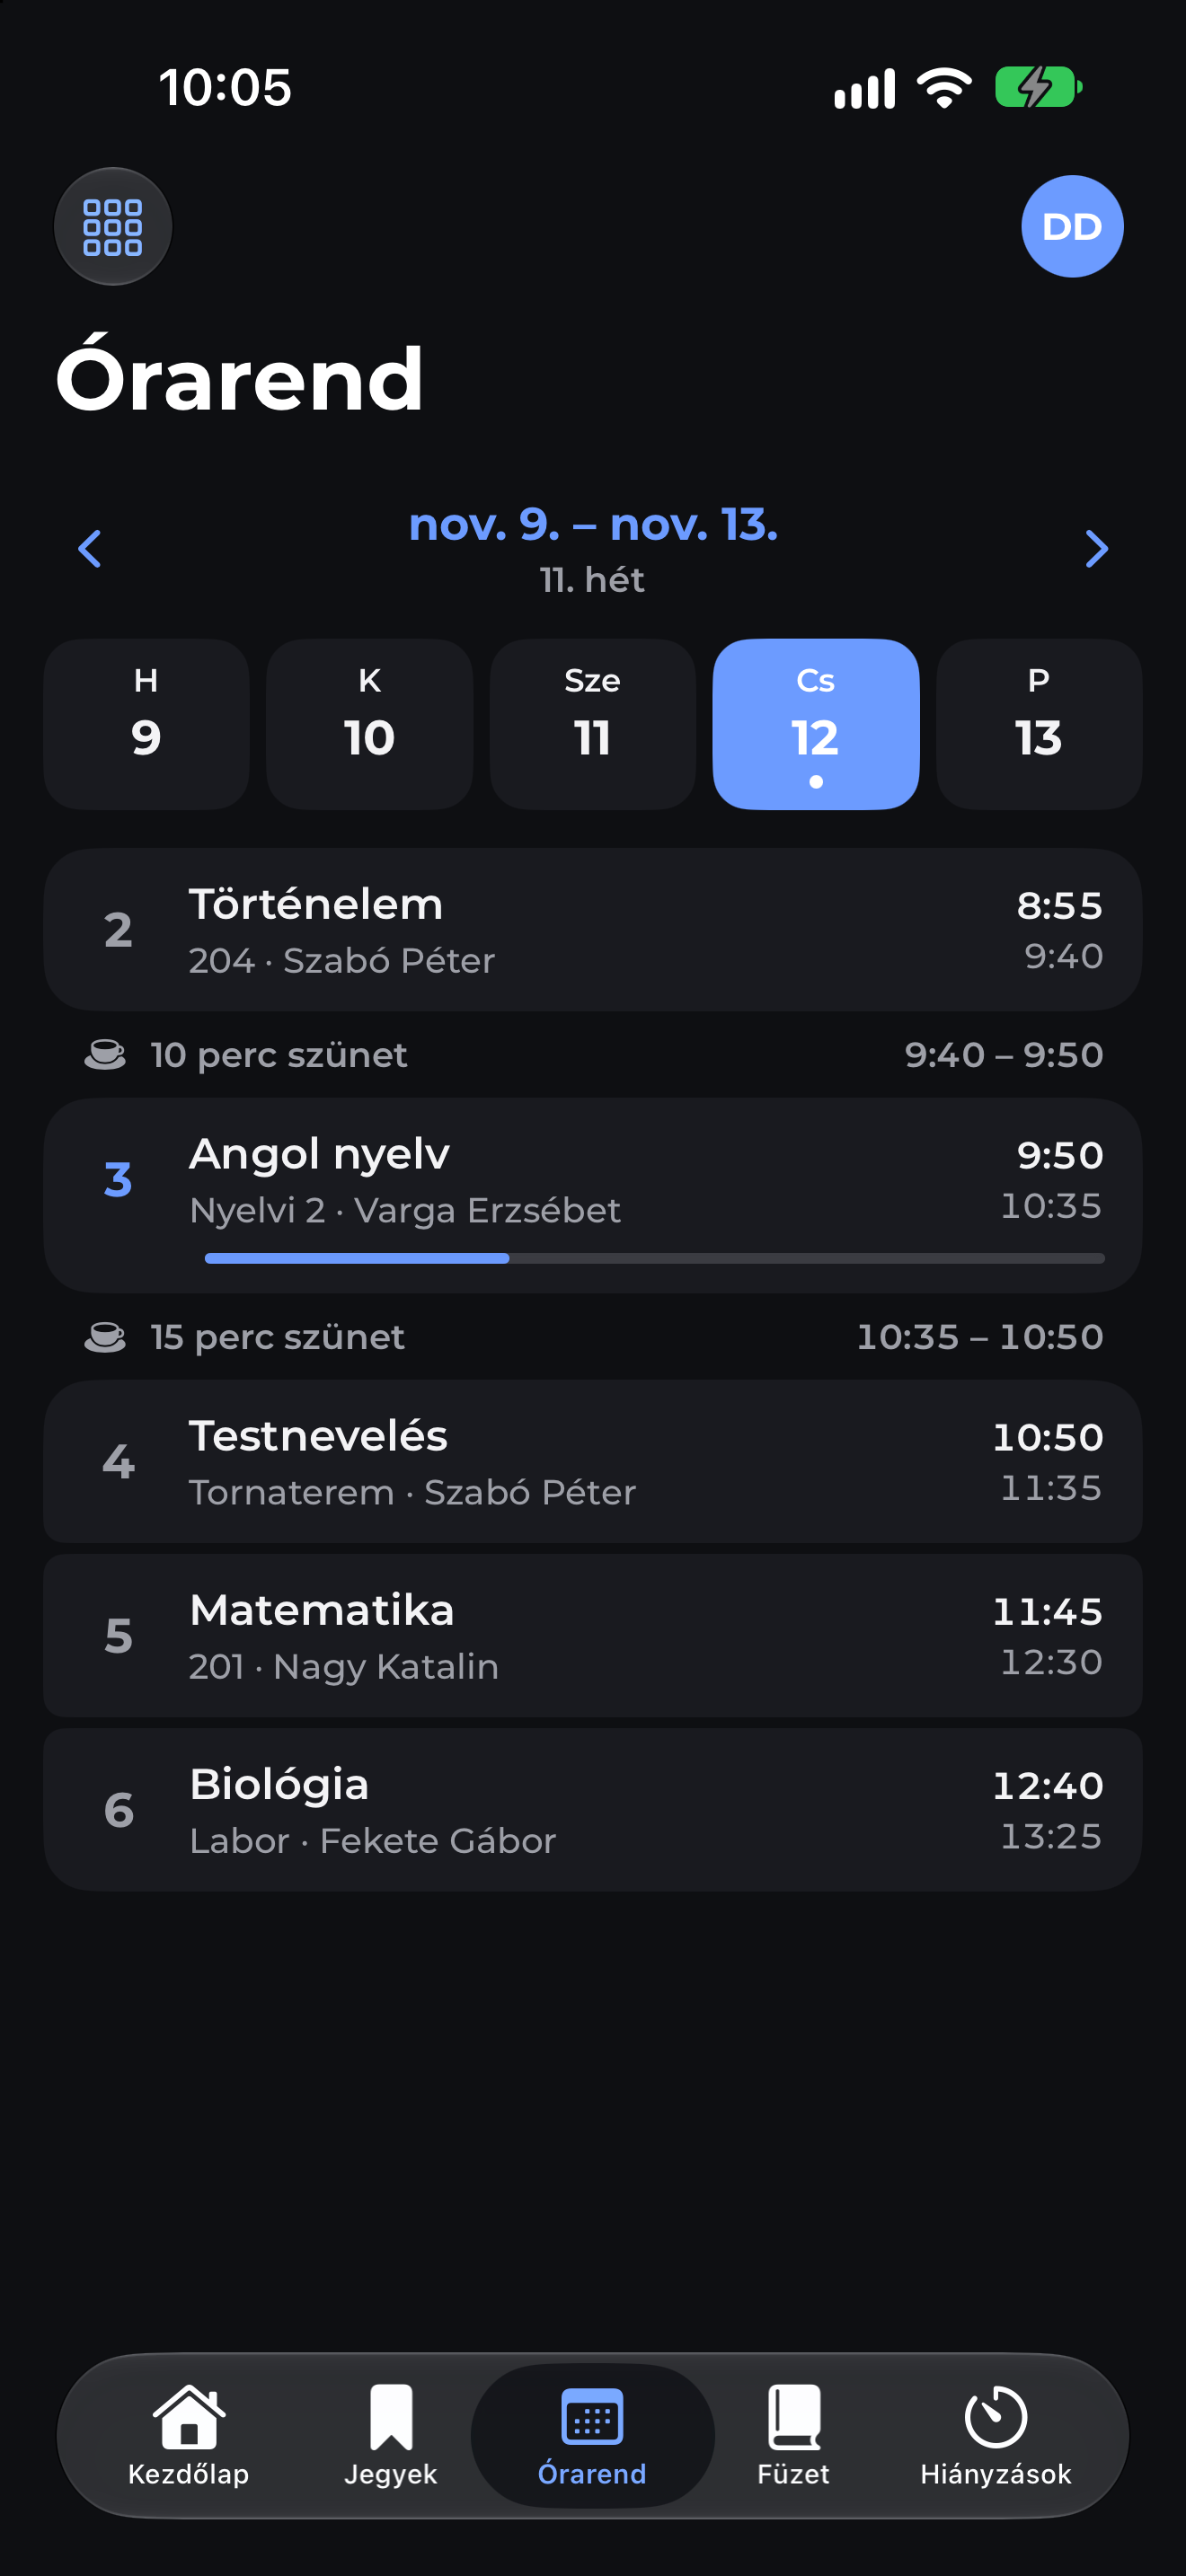 10:05
DD
Órarend
nov. 9. – nov. 13.
11. hét
H
9
K
10
Sze
11
Cs
12
P
13
2
Történelem
204 · Szabó Péter
8:55
9:40
10 perc szünet
9:40 – 9:50
3
Angol nyelv
Nyelvi 2 · Varga Erzsébet
9:50
10:35
15 perc szünet
10:35 – 10:50
4
Testnevelés
Tornaterem · Szabó Péter
10:50
11:35
5
Matematika
201 · Nagy Katalin
11:45
12:30
6
Biológia
Labor · Fekete Gábor
12:40
13:25
Kezdőlap
Jegyek
Órarend
Füzet
Hiányzások